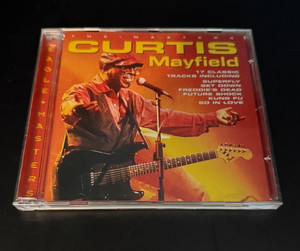 THE MASTERS
CURTIS
Mayfield
17 CLASSIC
TRACKS INCLUDING
SUPERFLY
GET DOWN
FREDDIE'S DEAD
FUTURE SHOCK
KUNG FU
SO IN LOVE
EAGLE MASTERS